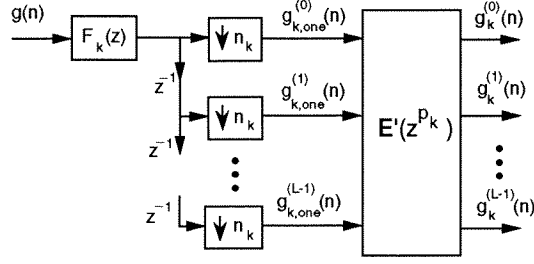 g(n) F_k(z) ↓ n_k g_{k,one}^{(0)}(n) g_k^{(0)}(n)
z^{-1}
↓ n_k g_{k,one}^{(1)}(n) E'(z^{p_k}) g_k^{(1)}(n)
z^{-1}
z^{-1} ↓ n_k g_{k,one}^{(L-1)}(n) g_k^{(L-1)}(n)